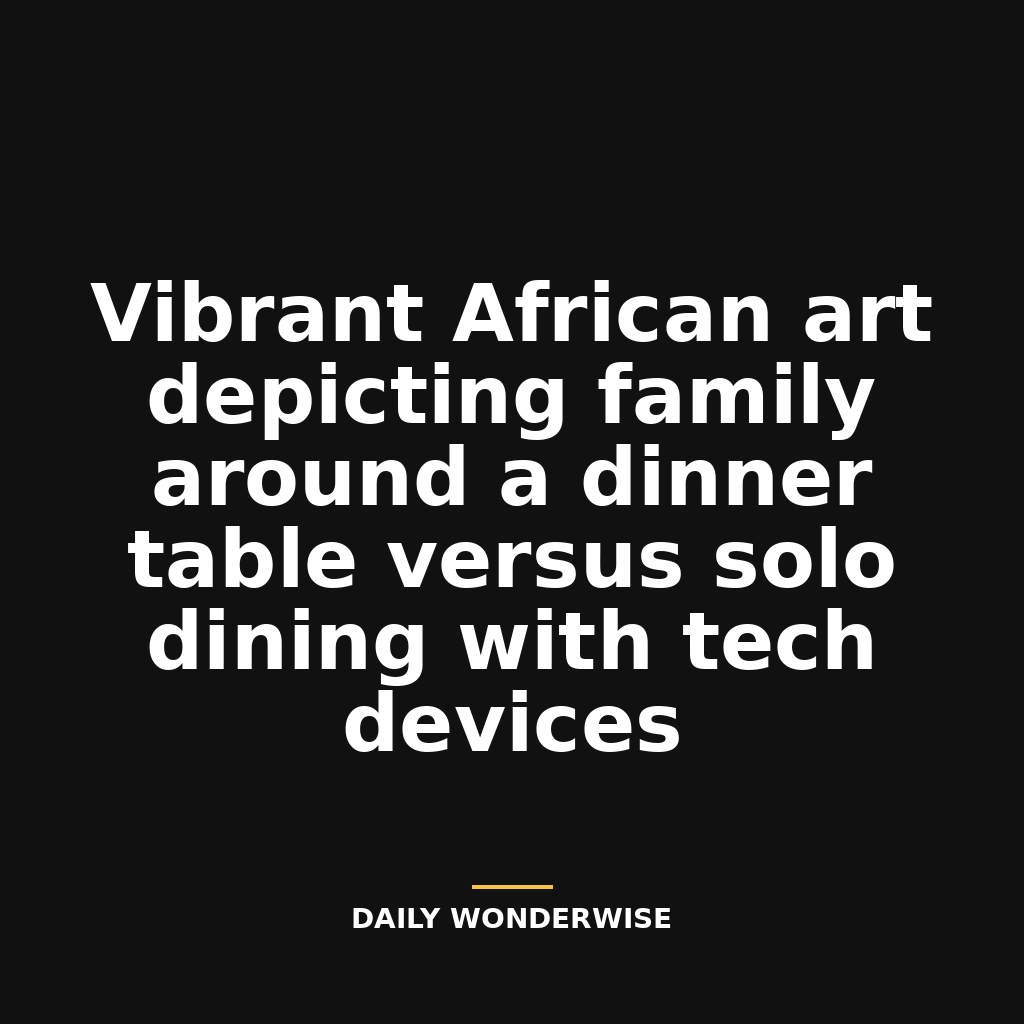 Vibrant African art
depicting family
around a dinner
table versus solo
dining with tech
devices
DAILY WONDERWISE